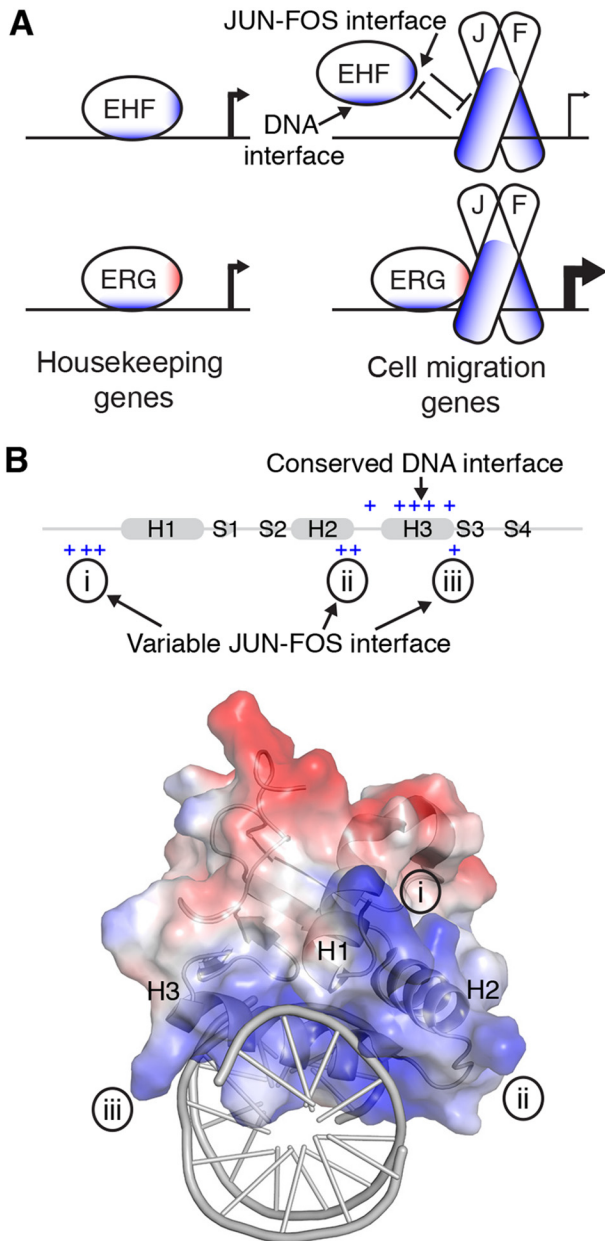 A
JUN-FOS interface
EHF
EHF
J F
DNA
interface
ERG
ERG
J F
Housekeeping
genes
Cell migration
genes
B
Conserved DNA interface
+ +++ +
H1 S1 S2 H2 H3 S3 S4
+ ++ ++ +
i ii iii
Variable JUN-FOS interface
i
H1
H3 H2
iii ii